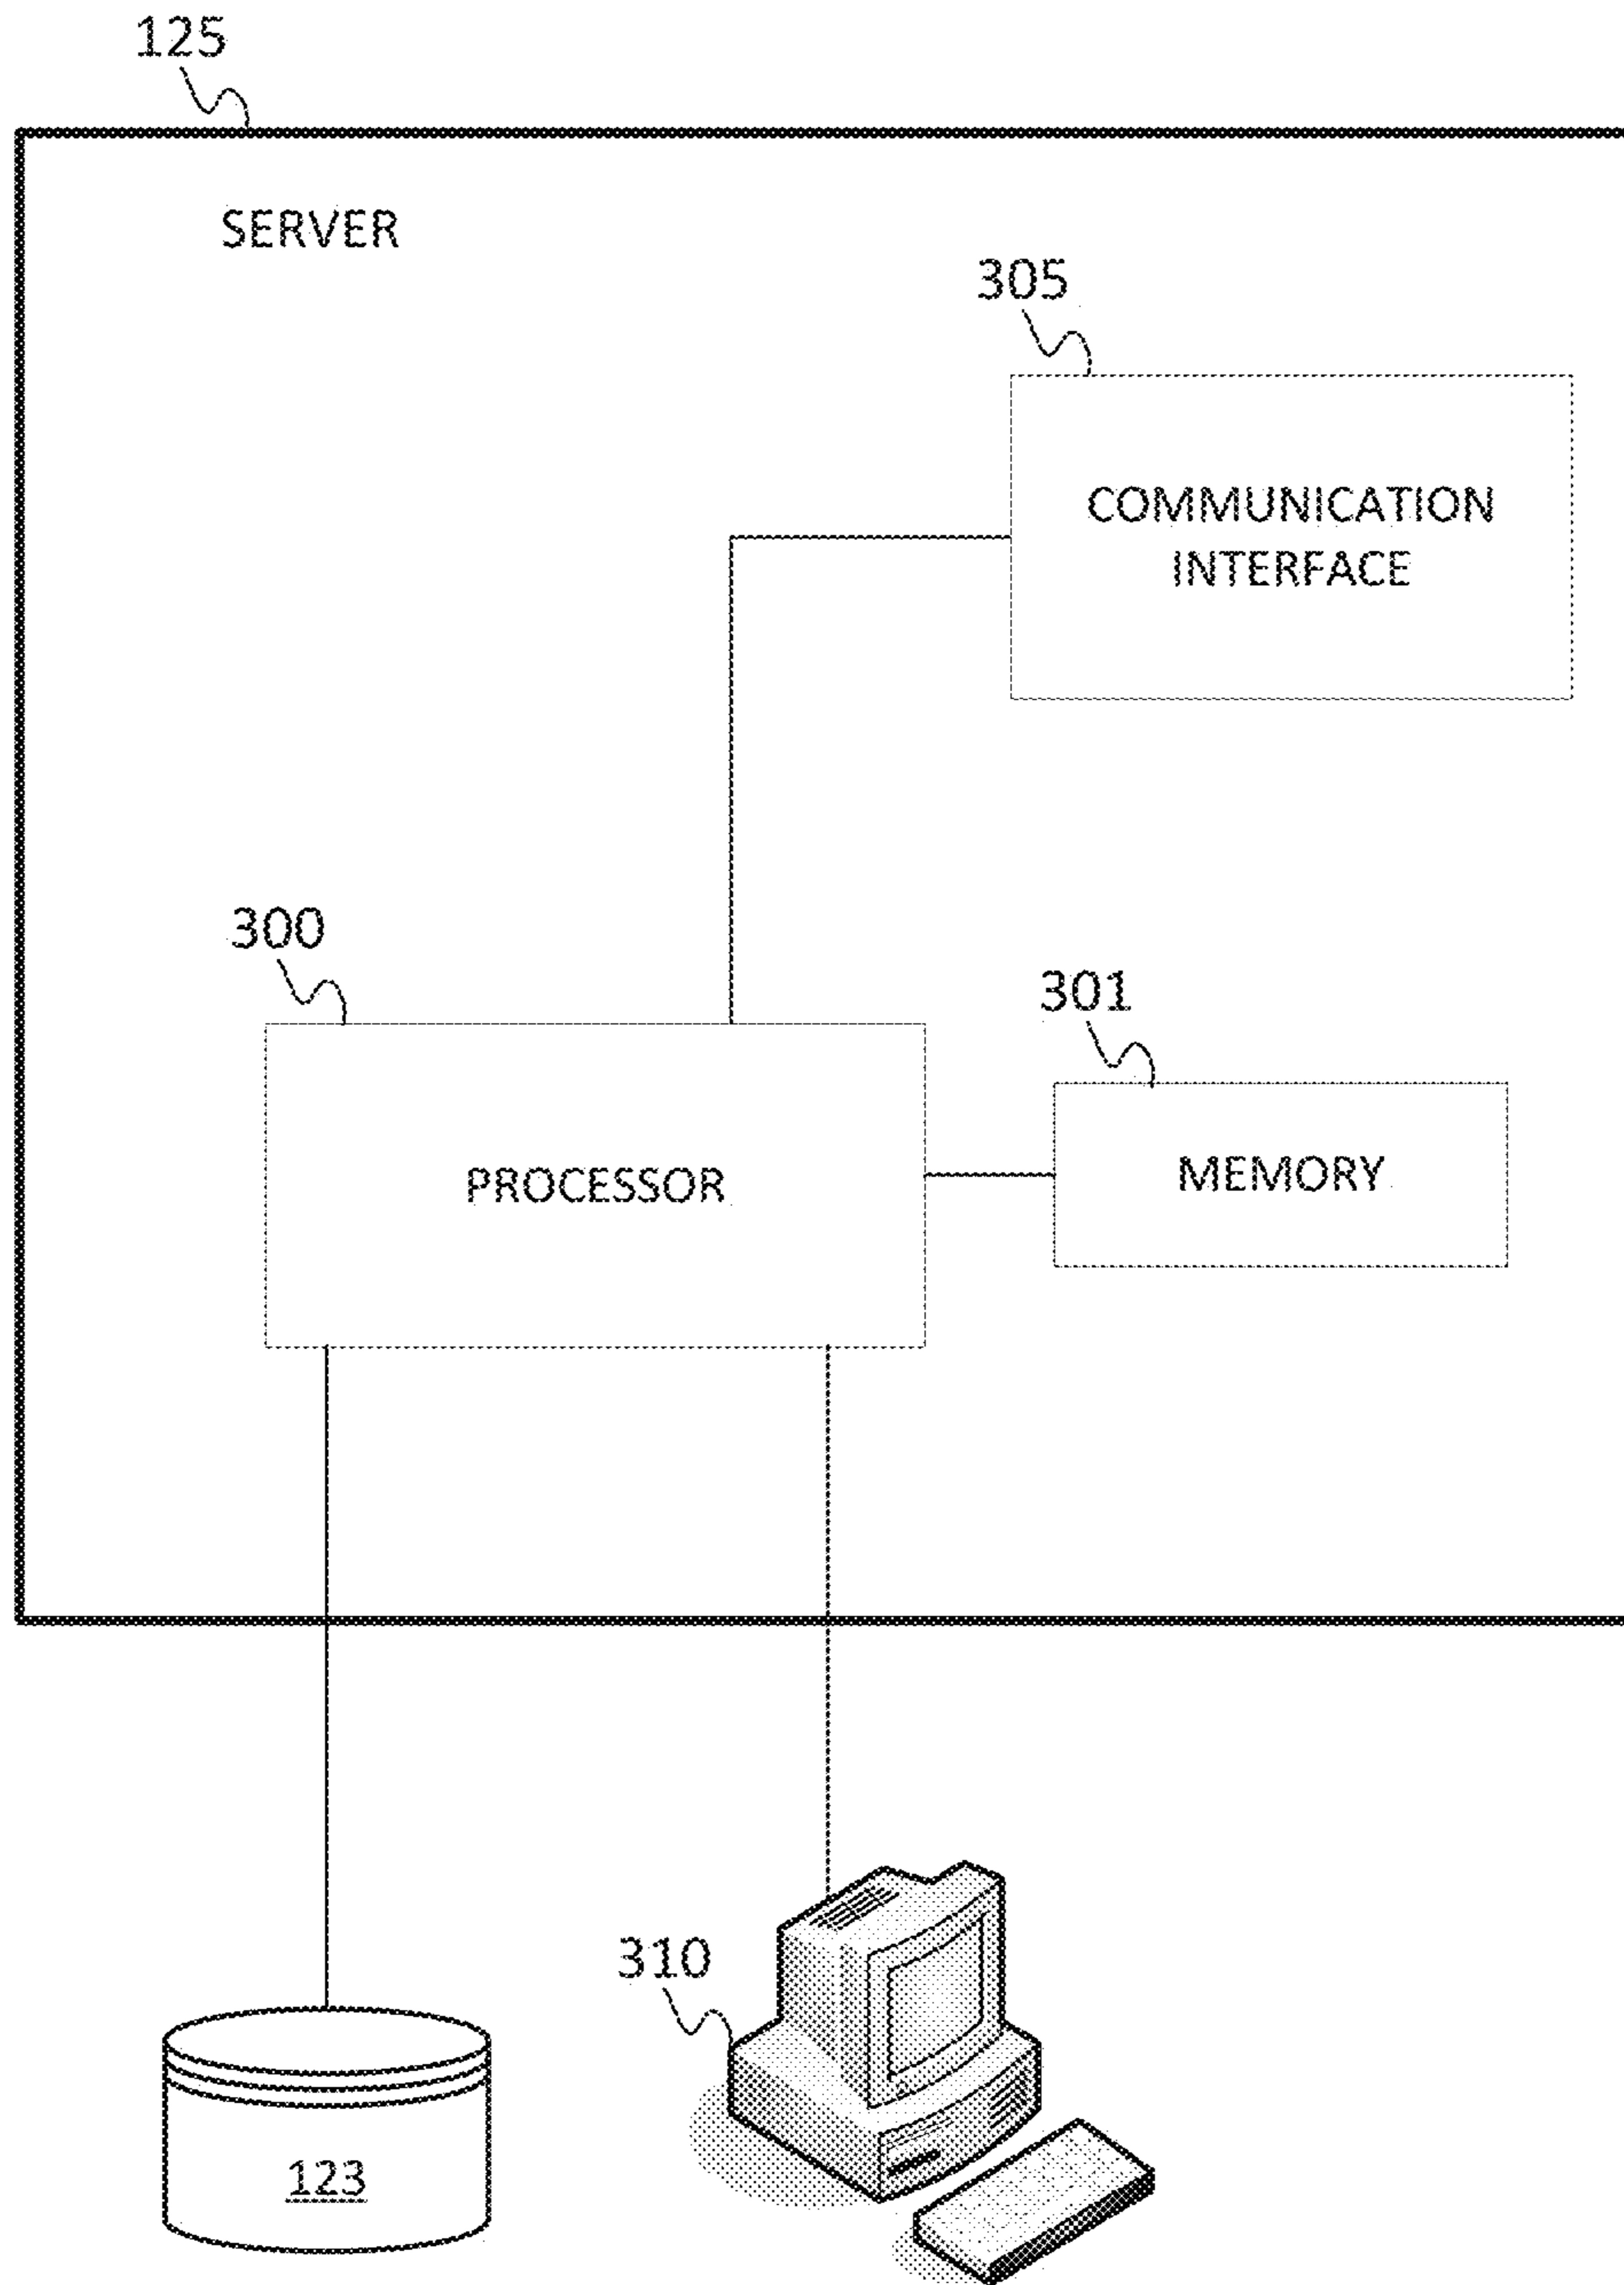 125
SERVER
305
COMMUNICATION
INTERFACE
300
301
PROCESSOR
MEMORY
310
123